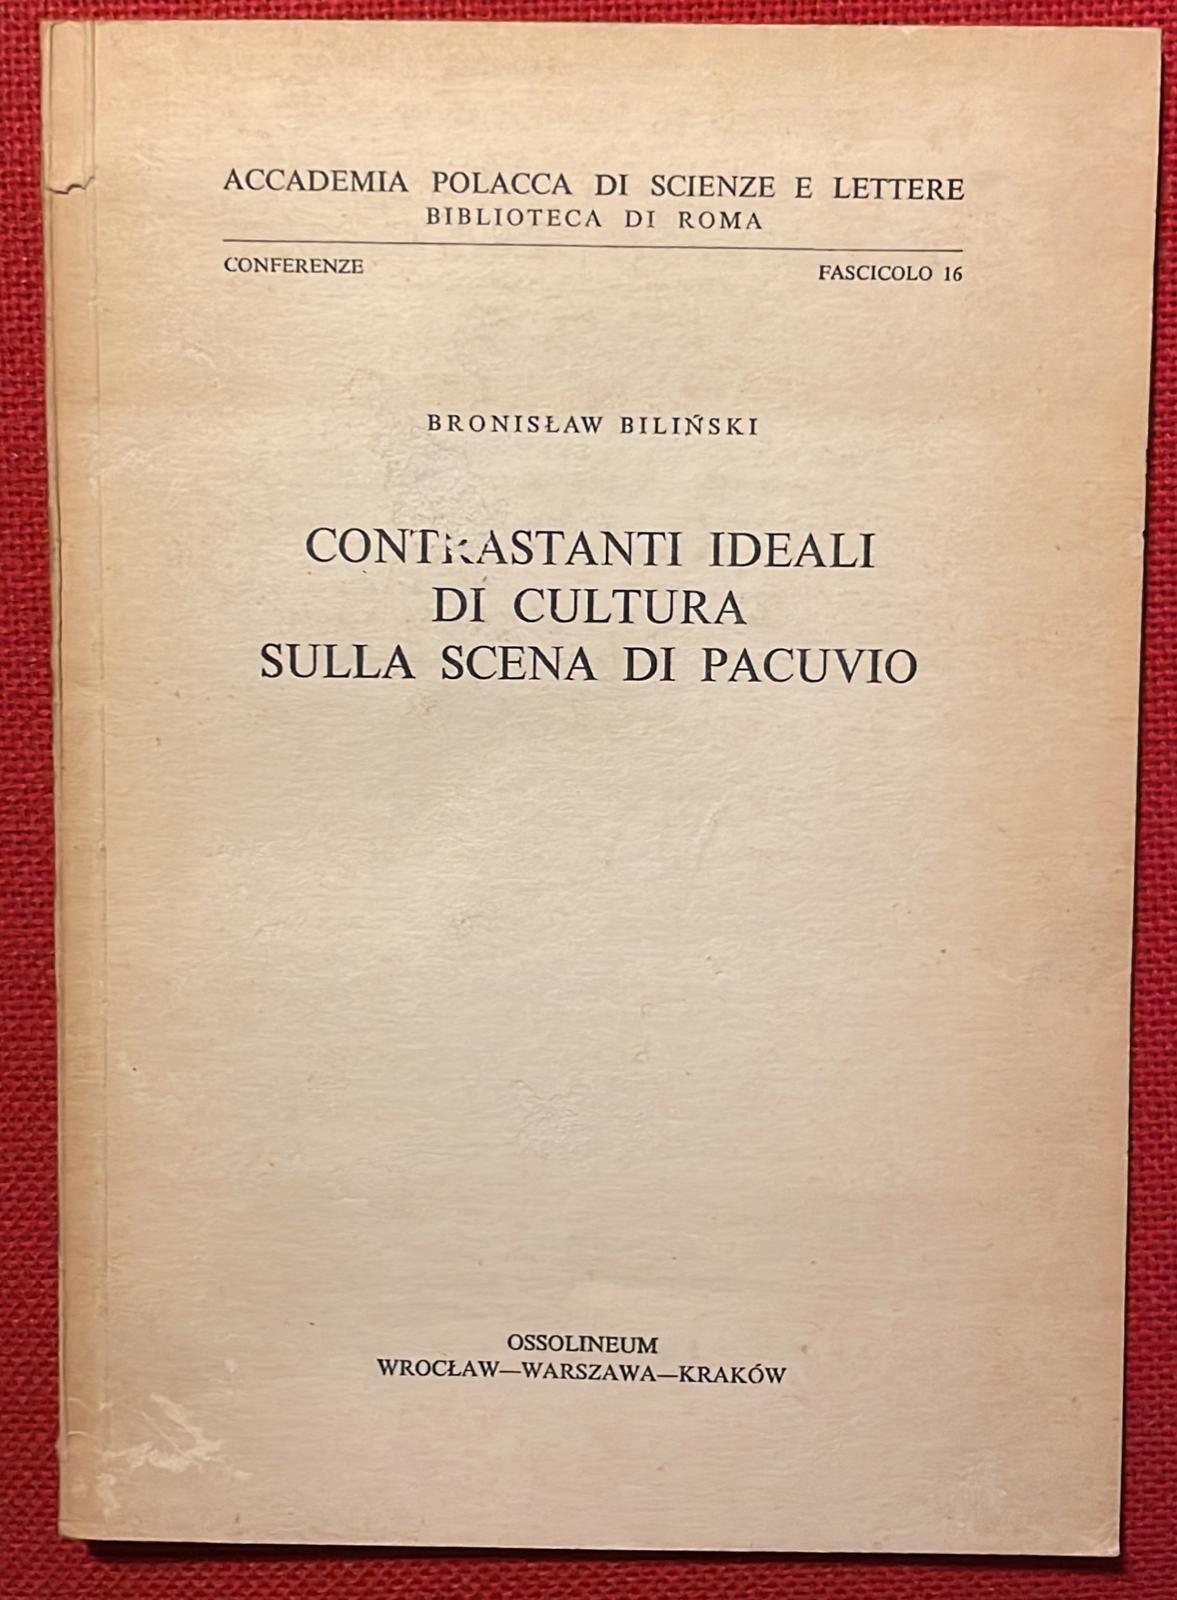 ACCADEMIA POLACCA DI SCIENZE E LETTERE
BIBLIOTECA DI ROMA
CONFERENZE FASCICOLO 16
BRONISŁAW BILIŃSKI
CONTRASTANTI IDEALI
DI CULTURA
SULLA SCENA DI PACUVIO
OSSOLINEUM
WROCŁAW—WARSZAWA—KRAKÓW